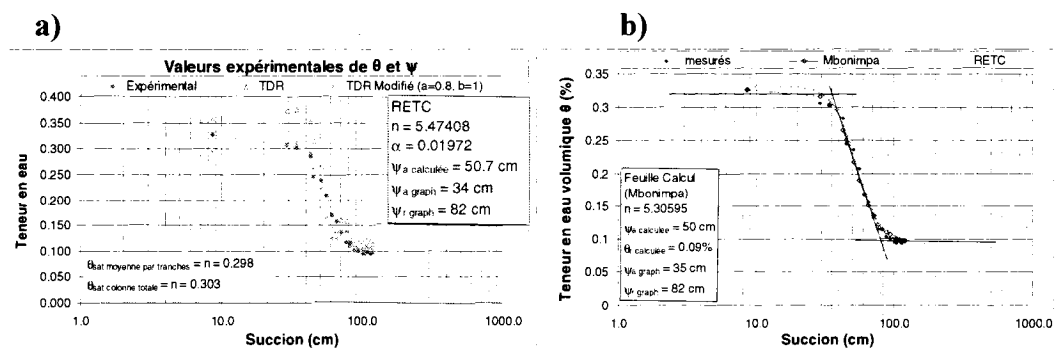 a)
Valeurs expérimentales de θ et ψ
Expérimental TDR TDR Modifié (a=0.8, b=1)
0.400
0.350
0.300
0.250
0.200
0.150
0.100
0.050
0.000
Teneur en eau
RETC
n = 5.47408
α = 0.01972
ψa calculée = 50.7 cm
ψa graph = 34 cm
ψr graph = 82 cm
θsat moyenne par tranches = n = 0.298
θsat colonne totale = n = 0.303
1.0 10.0 100.0 1000.0
Succion (cm)
b)
mesurés Mbonimpa RETC
0.35
0.3
0.25
0.2
0.15
0.1
0.05
0
Teneur en eau volumique θ (%)
Feuille Calcul
(Mbonimpa)
n = 5.30595
ψa calculée = 50 cm
θr calculée = 0.09%
ψa graph = 35 cm
ψr graph = 82 cm
1.0 10.0 100.0 1000.0
Succion (cm)